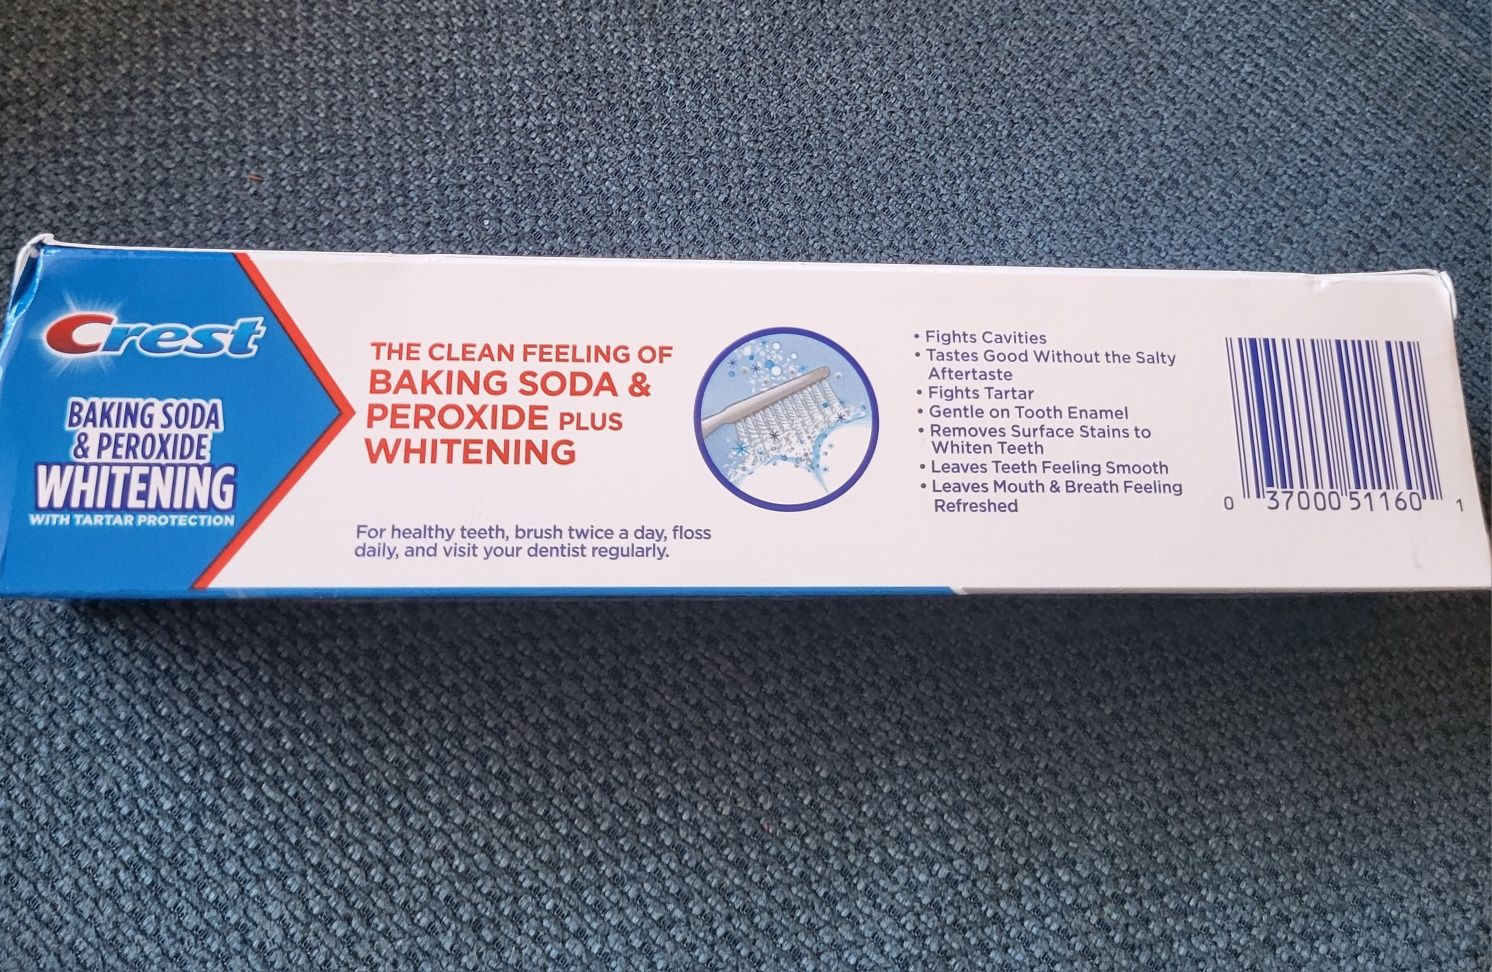 Crest
BAKING SODA
& PEROXIDE
WHITENING
WITH TARTAR PROTECTION
THE CLEAN FEELING OF
BAKING SODA &
PEROXIDE PLUS
WHITENING
For healthy teeth, brush twice a day, floss
daily, and visit your dentist regularly.
• Fights Cavities
• Tastes Good Without the Salty
Aftertaste
• Fights Tartar
• Gentle on Tooth Enamel
• Removes Surface Stains to
Whiten Teeth
• Leaves Teeth Feeling Smooth
• Leaves Mouth & Breath Feeling
Refreshed
0 37000 51160 1